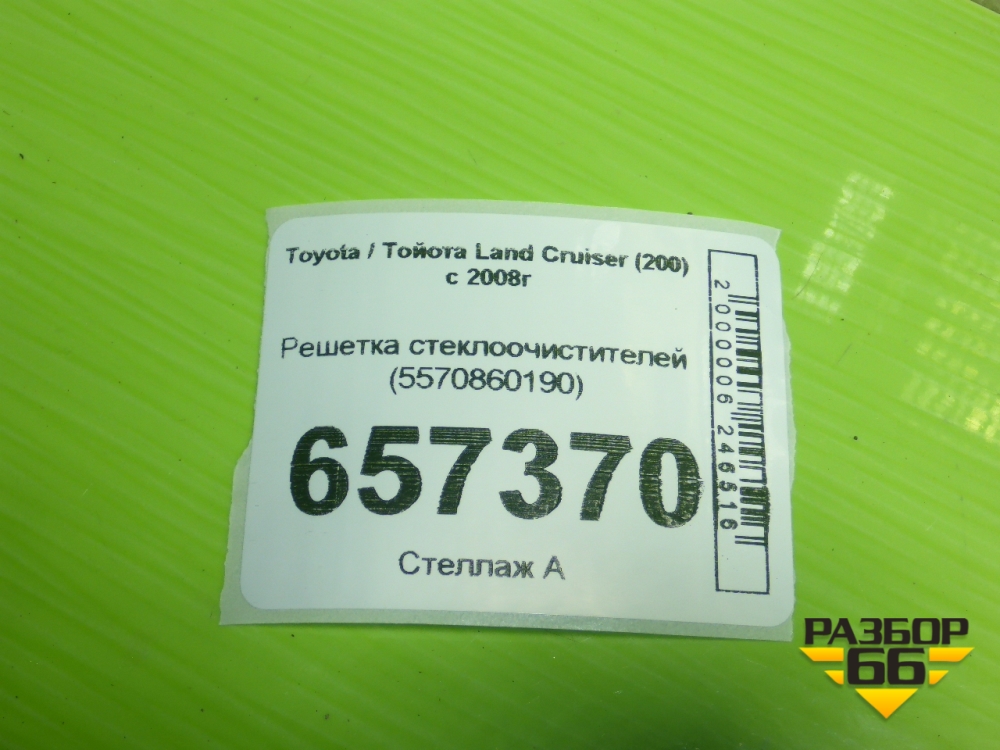 Toyota / Тойота Land Cruiser (200)
с 2008г
Решетка стеклоочистителей
(5570860190)
657370
Стеллаж А
2000006246516
РАЗБОР
66